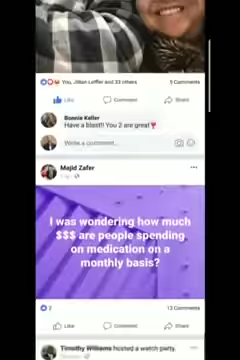 You, Jillian Loffler and 33 others
9 Comments
Like
Comment
Share
Bonnie Keller
Have a blast!! You 2 are great
Write a comment...
Majid Zafer
I was wondering how much
$$$ are people spending
on medication on a
monthly basis?
2
13 Comments
Like
Comment
Share
Timothy Williams hosted a watch party.